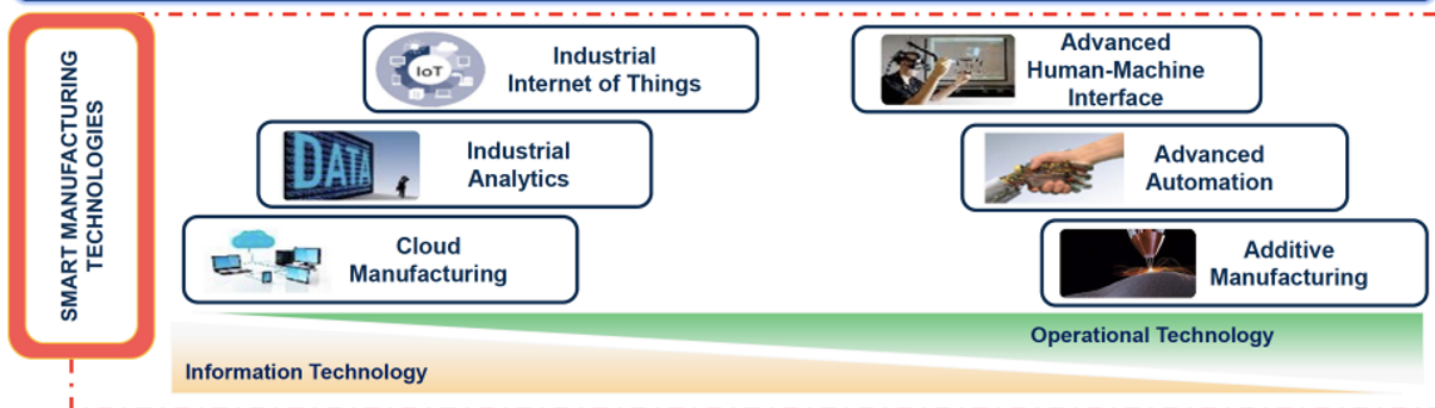 SMART MANUFACTURING
TECHNOLOGIES
IoT
Industrial
Internet of Things
DATA
Industrial
Analytics
Cloud
Manufacturing
Advanced
Human-Machine
Interface
Advanced
Automation
Additive
Manufacturing
Operational Technology
Information Technology